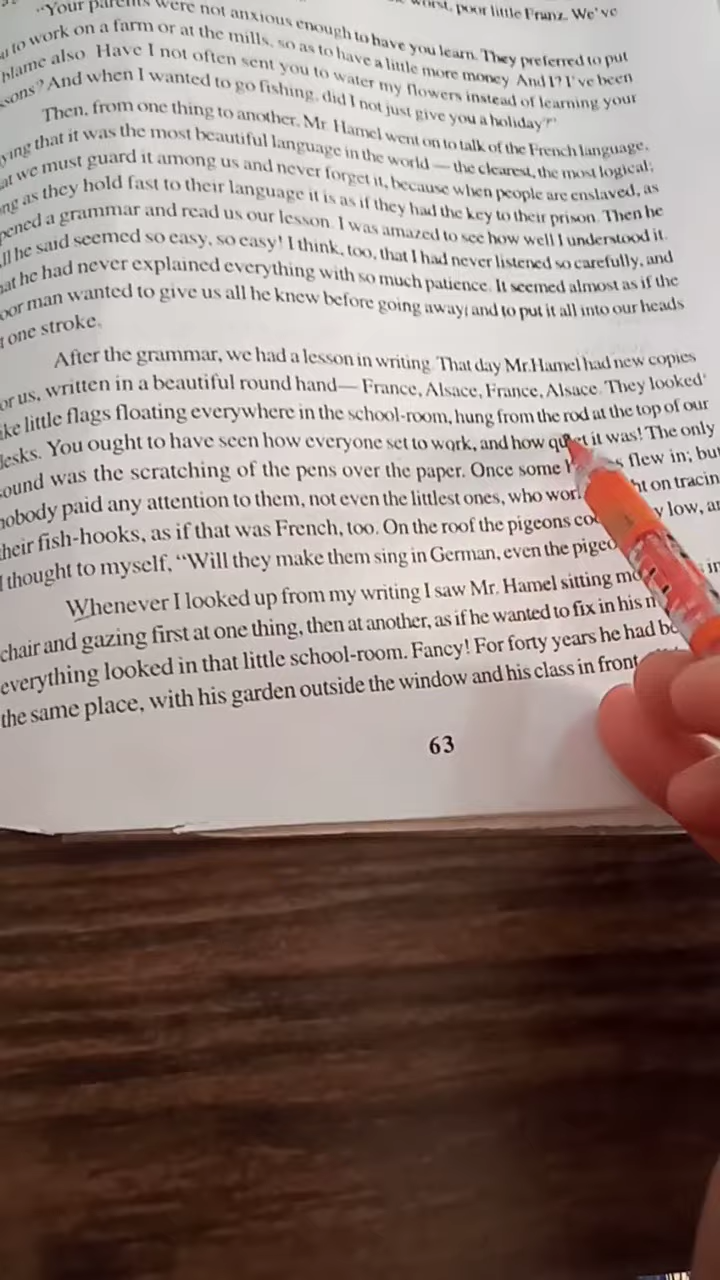 worst, poor little Franz. We've
"Your parents were not anxious enough to have you learn. They preferred to put
to work on a farm or at the mills, so as to have a little more money. And I? I've been
blame also. Have I not often sent you to water my flowers instead of learning your
ssons? And when I wanted to go fishing, did I not just give you a holiday?"
Then, from one thing to another, Mr. Hamel went on to talk of the French language,
ying that it was the most beautiful language in the world — the clearest, the most logical;
at we must guard it among us and never forget it, because when people are enslaved, as
ng as they hold fast to their language it is as if they had the key to their prison. Then he
pened a grammar and read us our lesson. I was amazed to see how well I understood it.
ll he said seemed so easy, so easy! I think, too, that I had never listened so carefully, and
at he had never explained everything with so much patience. It seemed almost as if the
oor man wanted to give us all he knew before going away; and to put it all into our heads
t one stroke.
After the grammar, we had a lesson in writing. That day Mr.Hamel had new copies
or us, written in a beautiful round hand— France, Alsace, France, Alsace. They looked
ike little flags floating everywhere in the school-room, hung from the rod at the top of our
desks. You ought to have seen how everyone set to work, and how quiet it was! The only
ound was the scratching of the pens over the paper. Once some flew in; but
nobody paid any attention to them, not even the littlest ones, who wor ht on tracin
heir fish-hooks, as if that was French, too. On the roof the pigeons coo y low, an
I thought to myself, "Will they make them sing in German, even the pigeo
Whenever I looked up from my writing I saw Mr. Hamel sitting mo in
chair and gazing first at one thing, then at another, as if he wanted to fix in his m
everything looked in that little school-room. Fancy! For forty years he had be
the same place, with his garden outside the window and his class in front
63